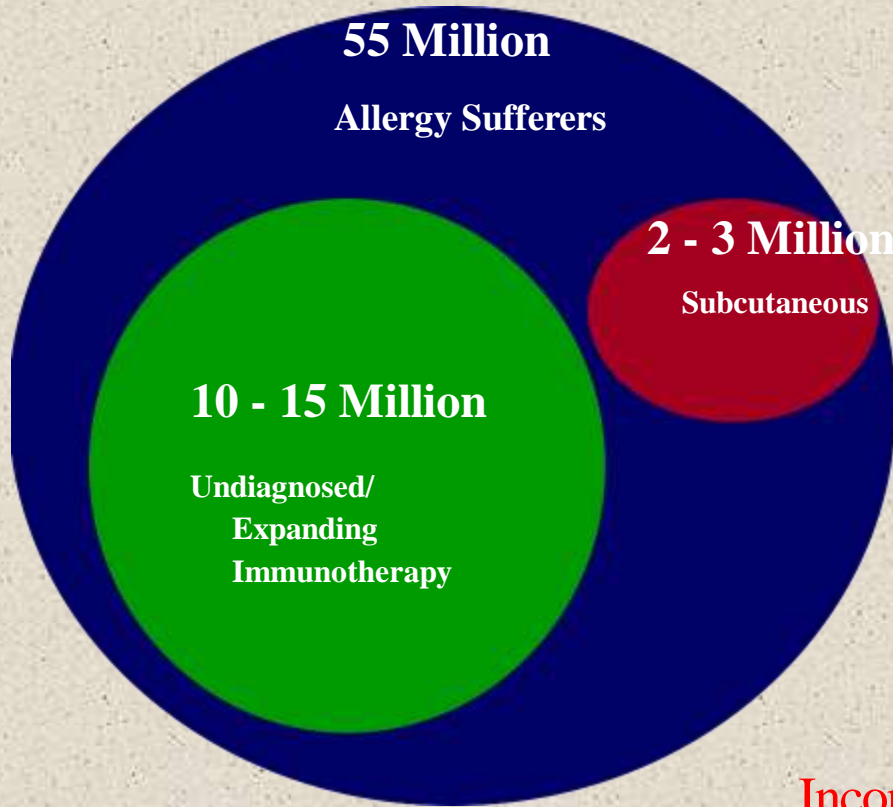 55 Million
Allergy Sufferers
2 - 3 Million
Subcutaneous
10 - 15 Million
Undiagnosed/
Expanding
Immunotherapy